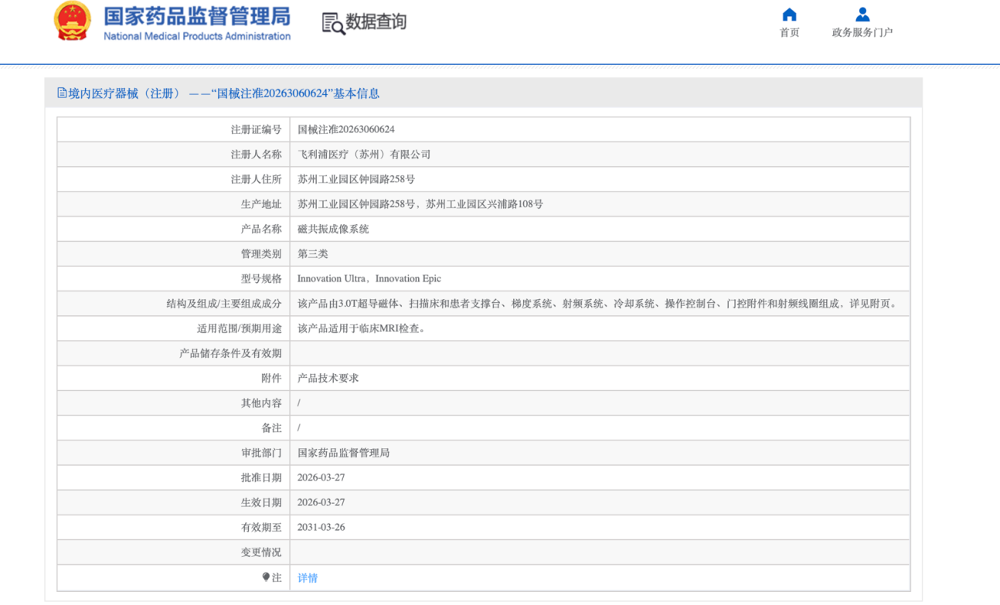 国家药品监督管理局
National Medical Products Administration
数据查询
首页
政务服务门户
境内医疗器械（注册） ——“国械注准20263060624”基本信息
注册证编号 国械注准20263060624
注册人名称 飞利浦医疗（苏州）有限公司
注册人住所 苏州工业园区钟园路258号
生产地址 苏州工业园区钟园路258号，苏州工业园区兴浦路108号
产品名称 磁共振成像系统
管理类别 第三类
型号规格 Innovation Ultra，Innovation Epic
结构及组成/主要组成成分 该产品由3.0T超导磁体、扫描床和患者支撑台、梯度系统、射频系统、冷却系统、操作控制台、门控附件和射频线圈组成，详见附页。
适用范围/预期用途 该产品适用于临床MRI检查。
产品储存条件及有效期
附件 产品技术要求
其他内容 /
备注 /
审批部门 国家药品监督管理局
批准日期 2026-03-27
生效日期 2026-03-27
有效期至 2031-03-26
变更情况
注 详情